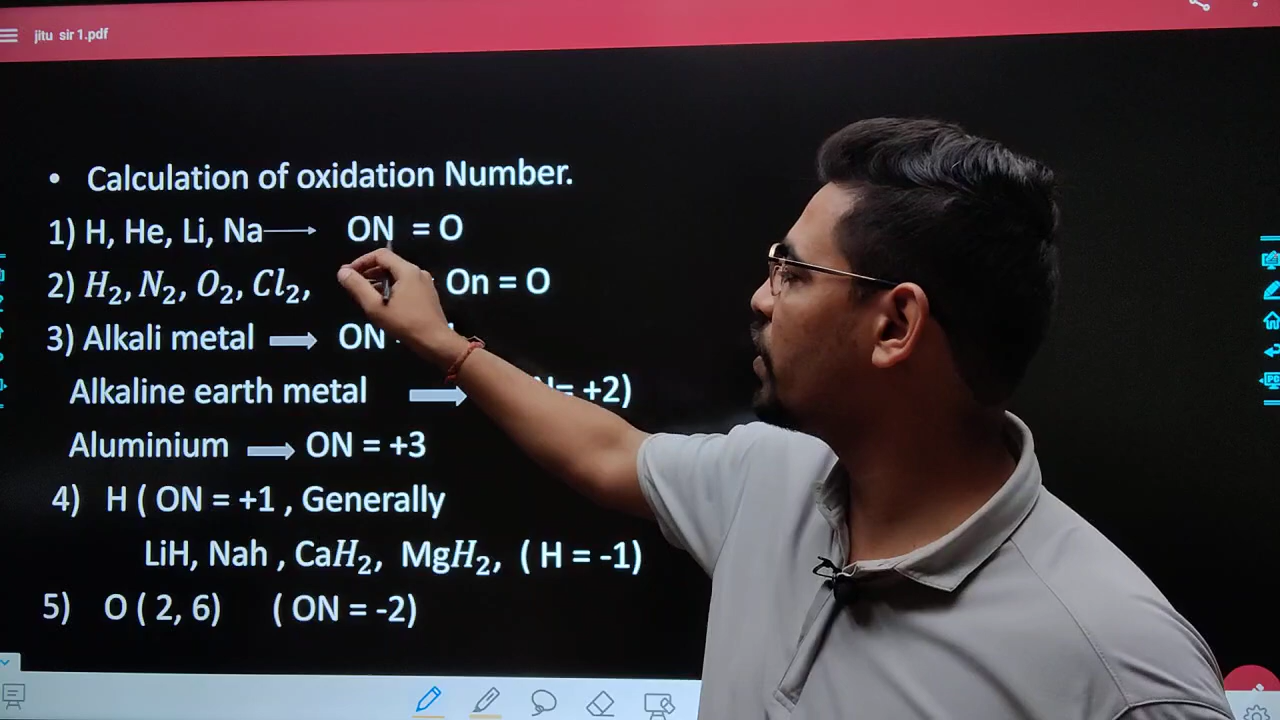 jitu sir 1.pdf
• Calculation of oxidation Number.
1) H, He, Li, Na ⟶ ON = O
2) H₂, N₂, O₂, Cl₂, On = O
3) Alkali metal ➡ ON
Alkaline earth metal ➡ = +2)
Aluminium ➡ ON = +3
4) H ( ON = +1 , Generally
LiH, Nah , CaH₂, MgH₂, ( H = -1)
5) O ( 2, 6) ( ON = -2)